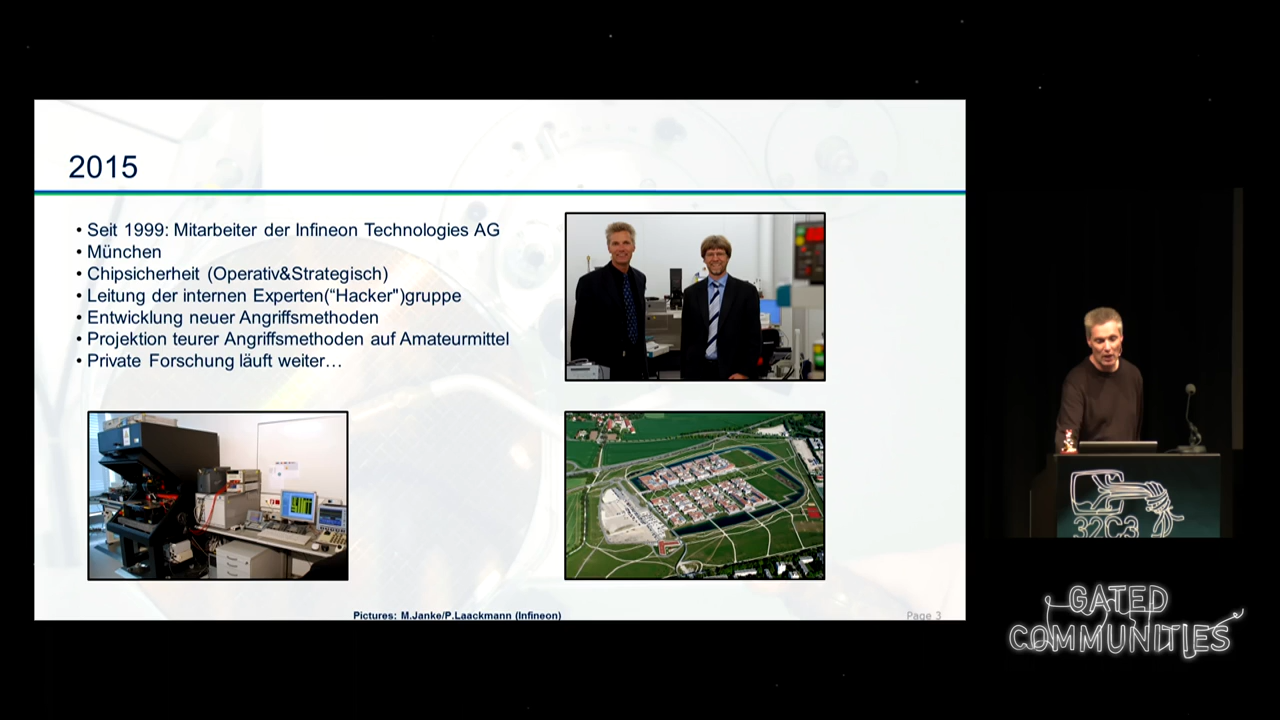 2015
• Seit 1999: Mitarbeiter der Infineon Technologies AG
• München
• Chipsicherheit (Operativ&Strategisch)
• Leitung der internen Experten(“Hacker")gruppe
• Entwicklung neuer Angriffsmethoden
• Projektion teurer Angriffsmethoden auf Amateurmittel
• Private Forschung läuft weiter…
Pictures: M.Janke/P.Laackmann (Infineon)
Page 3
32C3
GATED
COMMUNITIES